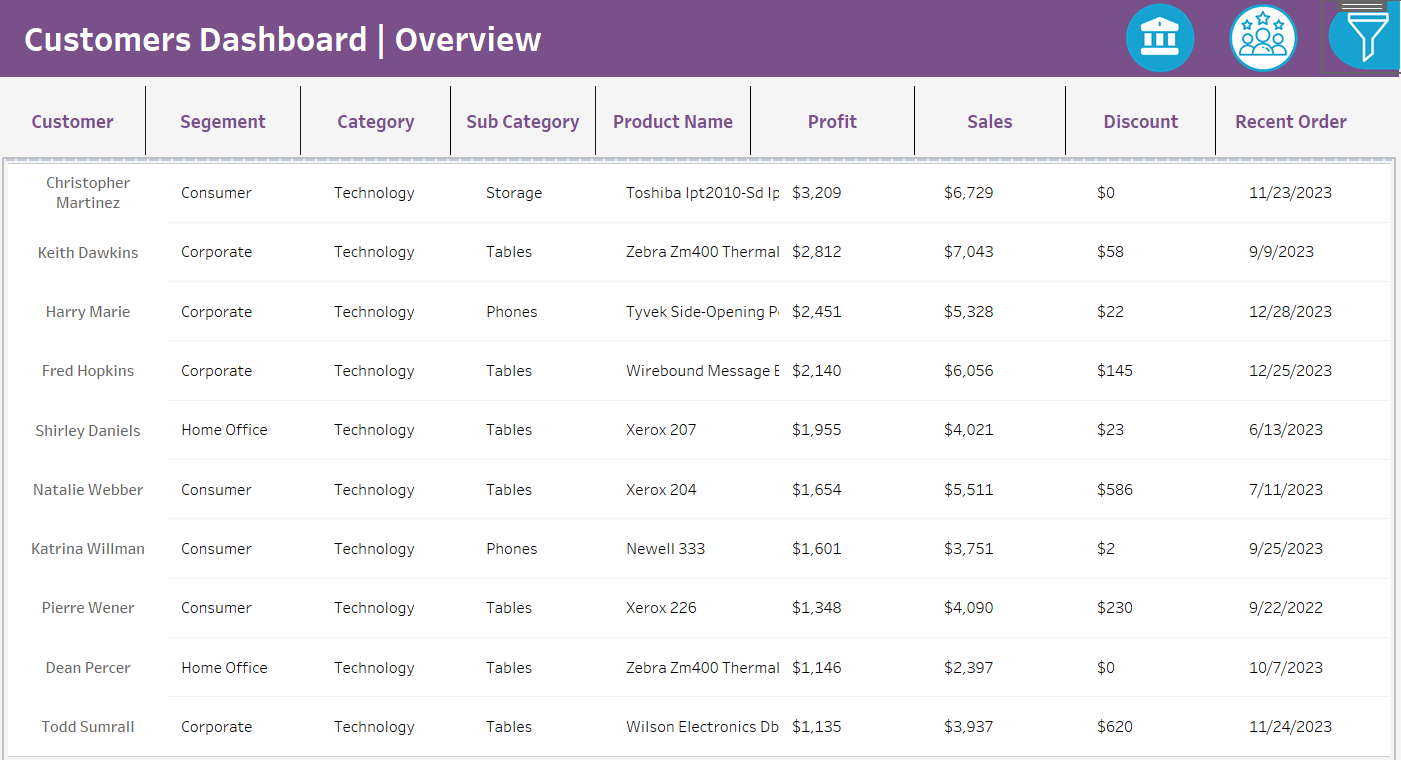 Customers Dashboard | Overview
Customer Segement Category Sub Category Product Name Profit Sales Discount Recent Order
Christopher Martinez Consumer Technology Storage Toshiba Ipt2010-Sd Ip $3,209 $6,729 $0 11/23/2023
Keith Dawkins Corporate Technology Tables Zebra Zm400 Thermal $2,812 $7,043 $58 9/9/2023
Harry Marie Corporate Technology Phones Tyvek Side-Opening $2,451 $5,328 $22 12/28/2023
Fred Hopkins Corporate Technology Tables Wirebound Message $2,140 $6,056 $145 12/25/2023
Shirley Daniels Home Office Technology Tables Xerox 207 $1,955 $4,021 $23 6/13/2023
Natalie Webber Consumer Technology Tables Xerox 204 $1,654 $5,511 $586 7/11/2023
Katrina Willman Consumer Technology Phones Newell 333 $1,601 $3,751 $2 9/25/2023
Pierre Wener Consumer Technology Tables Xerox 226 $1,348 $4,090 $230 9/22/2022
Dean Percer Home Office Technology Tables Zebra Zm400 Thermal $1,146 $2,397 $0 10/7/2023
Todd Sumrall Corporate Technology Tables Wilson Electronics Db $1,135 $3,937 $620 11/24/2023